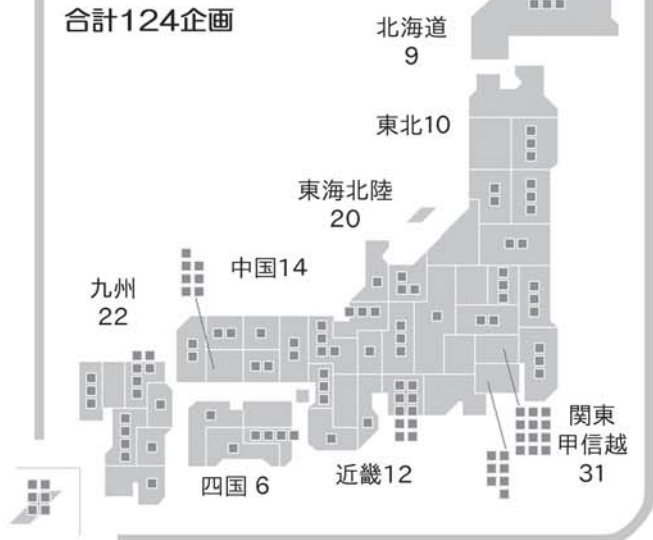 合計124企画
北海道
9
東北10
東海北陸
20
中国14
九州
22
関東
甲信越
31
近畿12
四国 6